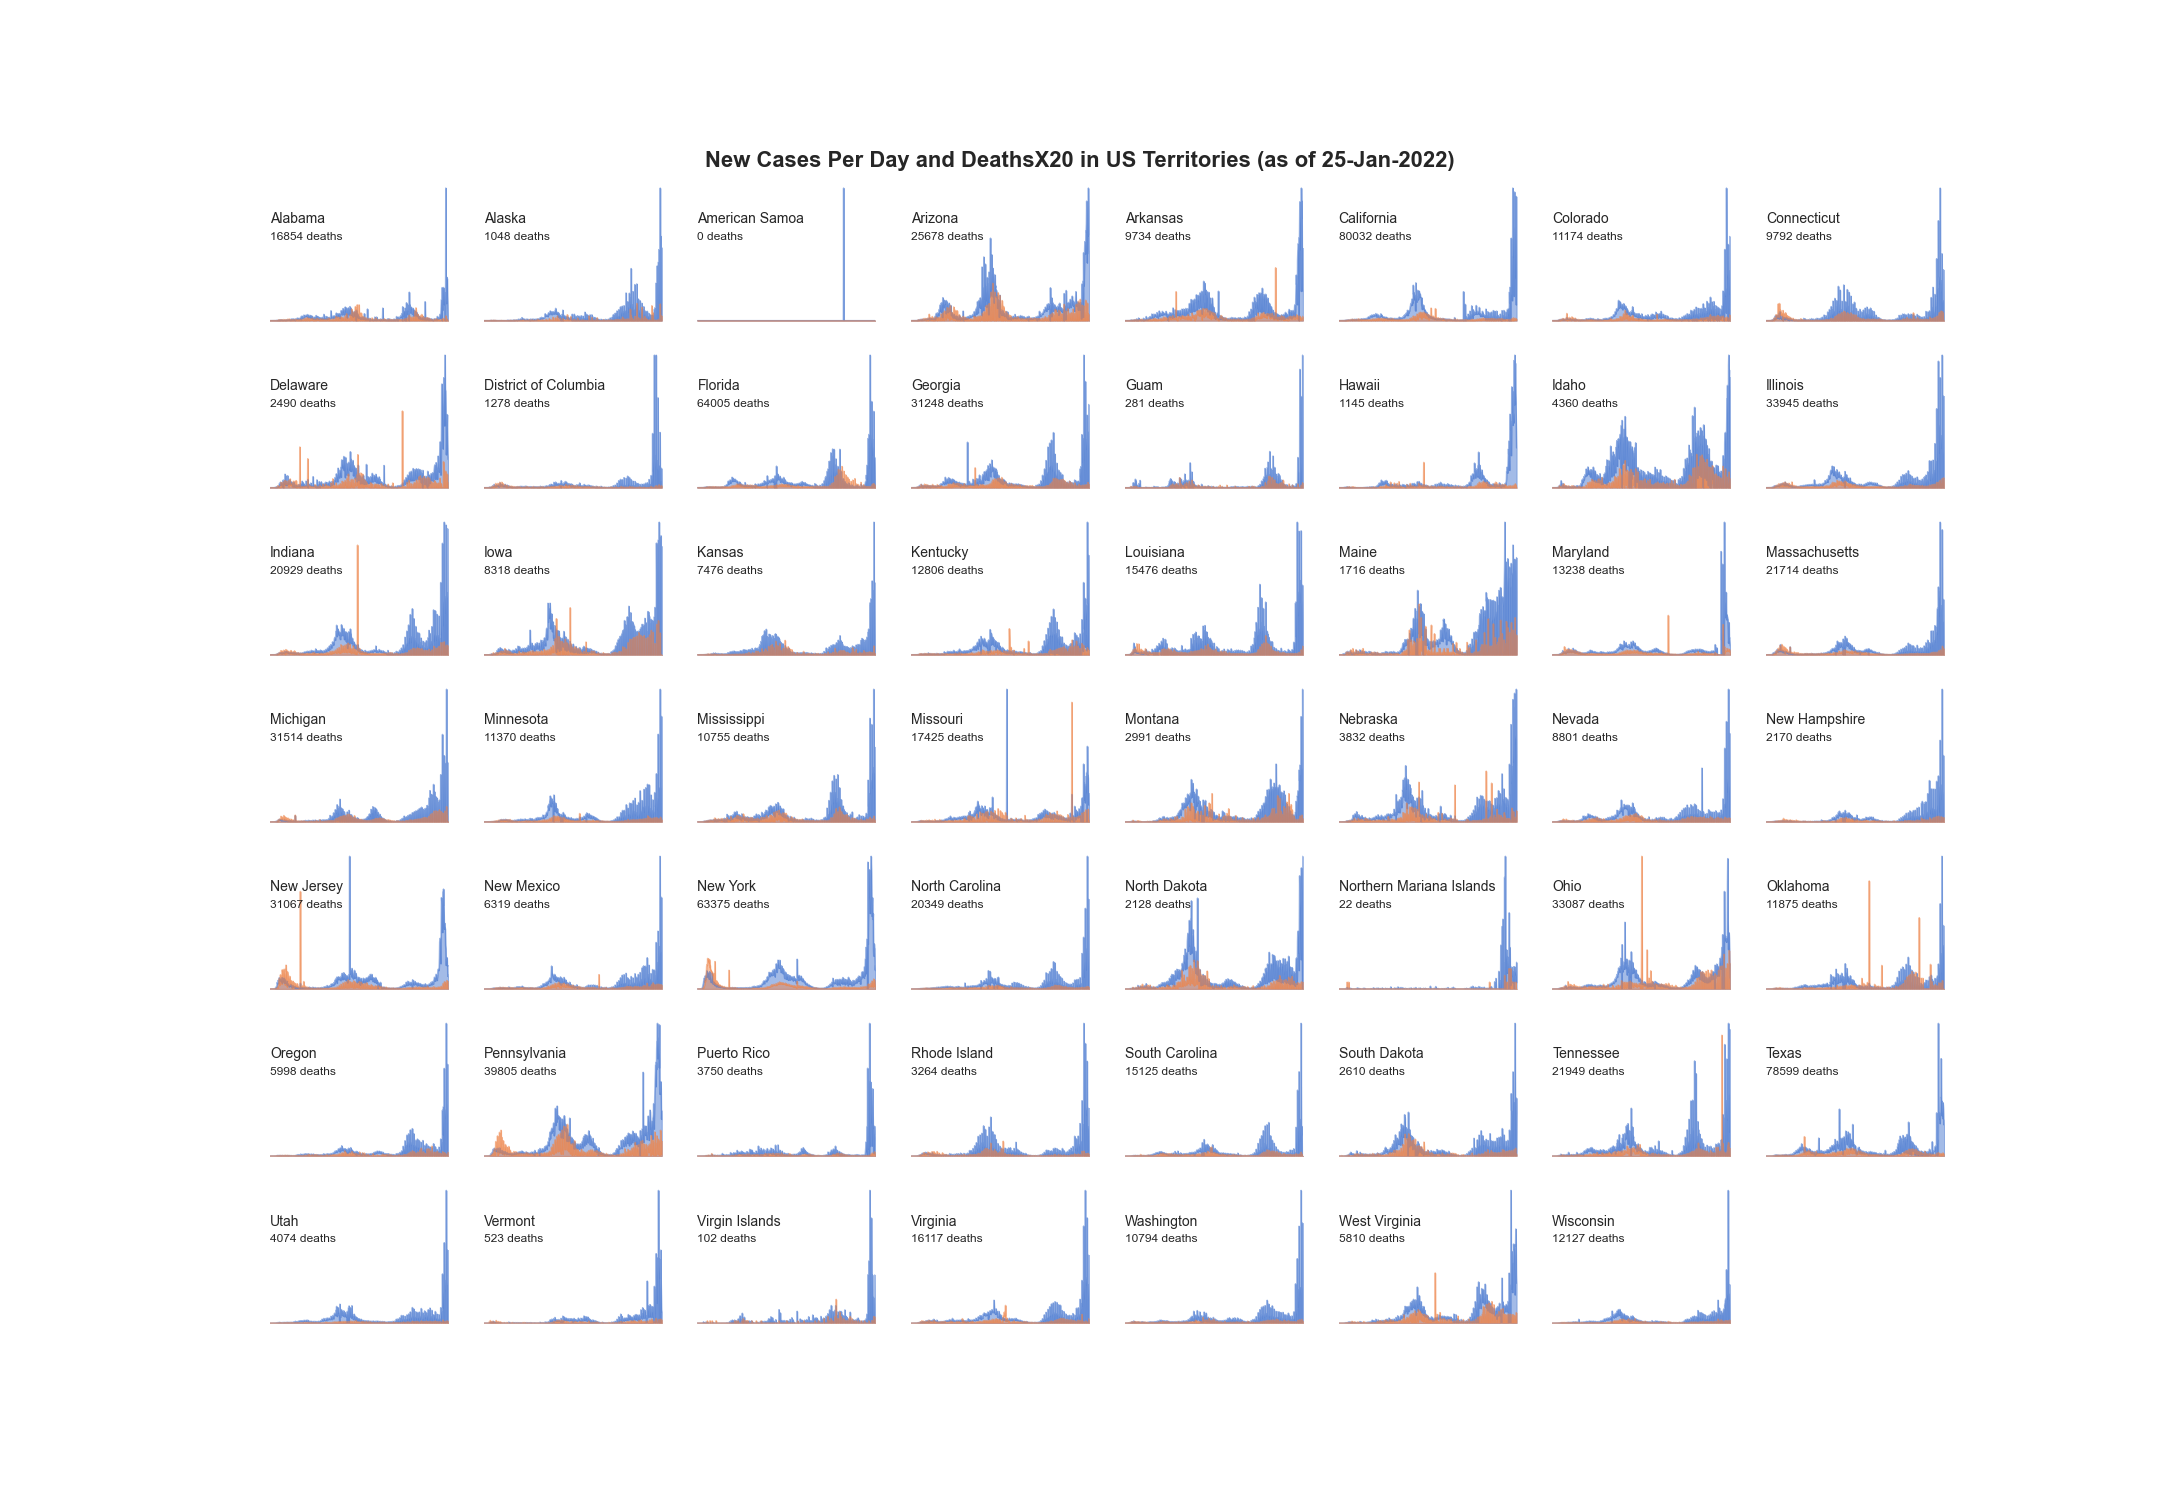 New Cases Per Day and DeathsX20 in US Territories (as of 25-Jan-2022)
Alabama
16854 deaths
Alaska
1048 deaths
American Samoa
0 deaths
Arizona
25678 deaths
Arkansas
9734 deaths
California
80032 deaths
Colorado
11174 deaths
Connecticut
9792 deaths
Delaware
2490 deaths
District of Columbia
1278 deaths
Florida
64005 deaths
Georgia
31248 deaths
Guam
281 deaths
Hawaii
1145 deaths
Idaho
4360 deaths
Illinois
33945 deaths
Indiana
20929 deaths
Iowa
8318 deaths
Kansas
7476 deaths
Kentucky
12806 deaths
Louisiana
15476 deaths
Maine
1716 deaths
Maryland
13238 deaths
Massachusetts
21714 deaths
Michigan
31514 deaths
Minnesota
11370 deaths
Mississippi
10755 deaths
Missouri
17425 deaths
Montana
2991 deaths
Nebraska
3832 deaths
Nevada
8801 deaths
New Hampshire
2170 deaths
New Jersey
31067 deaths
New Mexico
6319 deaths
New York
63375 deaths
North Carolina
20349 deaths
North Dakota
2128 deaths
Northern Mariana Islands
22 deaths
Ohio
33087 deaths
Oklahoma
11875 deaths
Oregon
5998 deaths
Pennsylvania
39805 deaths
Puerto Rico
3750 deaths
Rhode Island
3264 deaths
South Carolina
15125 deaths
South Dakota
2610 deaths
Tennessee
21949 deaths
Texas
78599 deaths
Utah
4074 deaths
Vermont
523 deaths
Virgin Islands
102 deaths
Virginia
16117 deaths
Washington
10794 deaths
West Virginia
5810 deaths
Wisconsin
12127 deaths